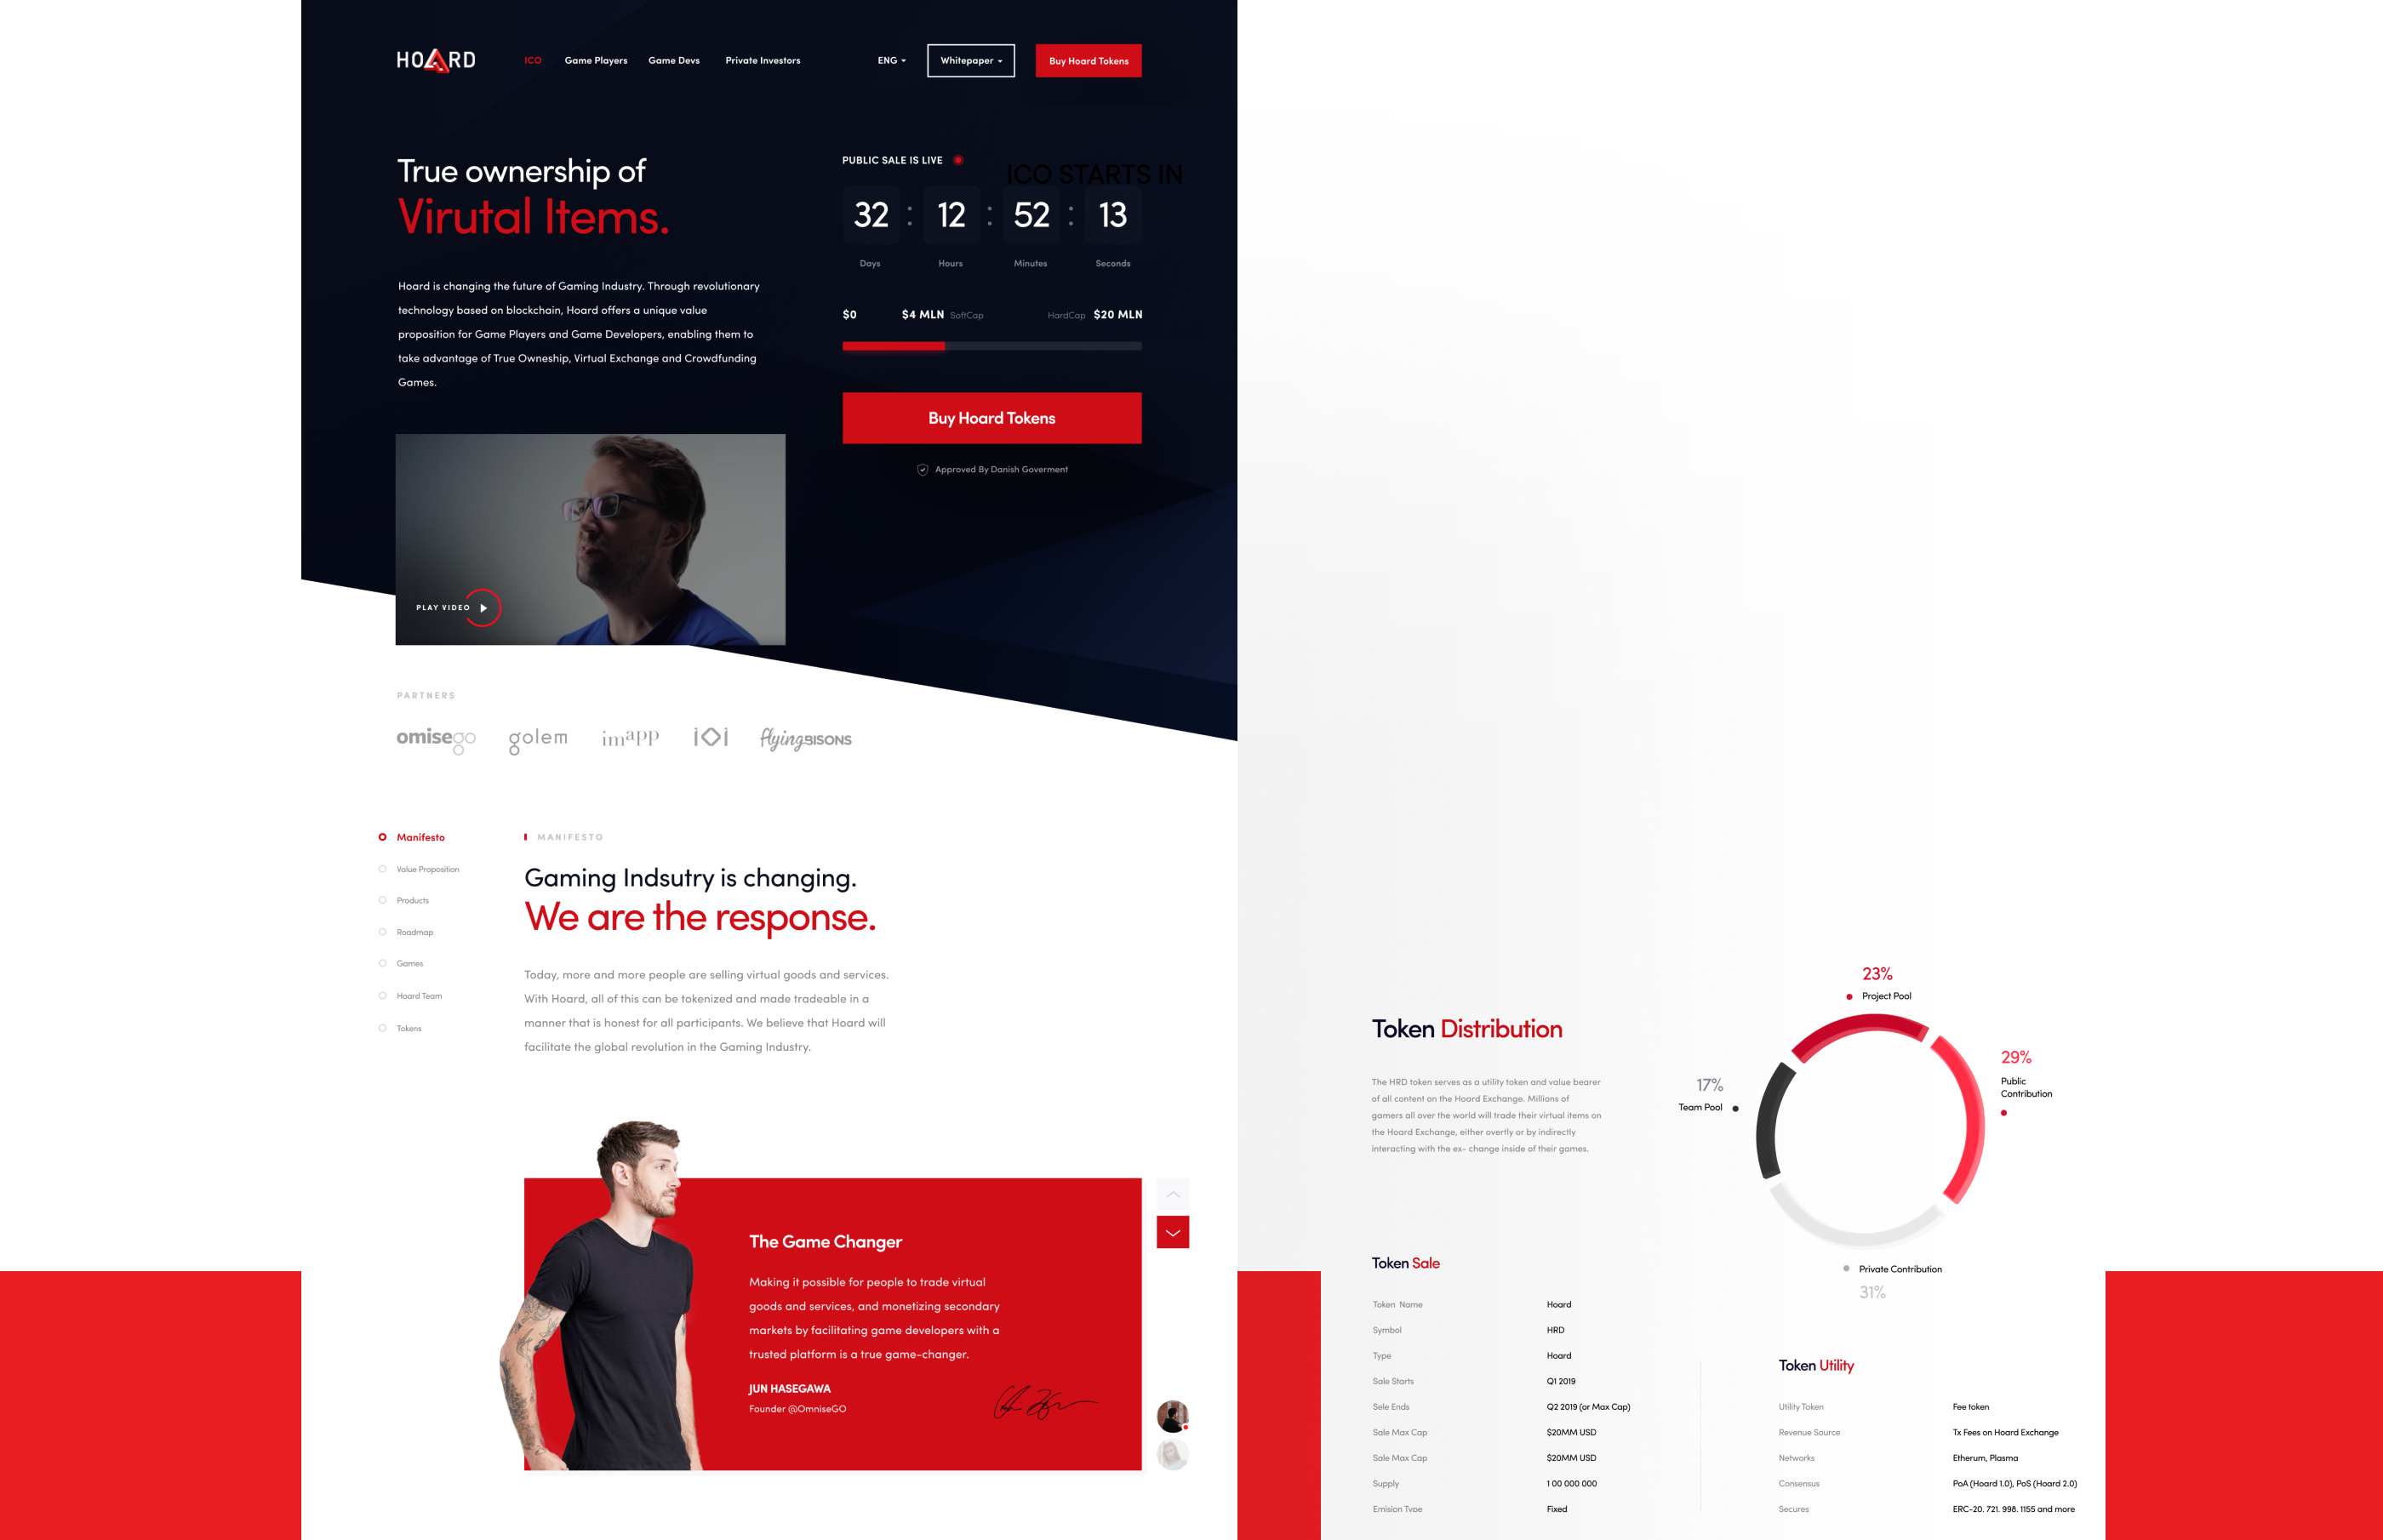 HOARD
ICO
Game Players
Game Devs
Private Investors
ENG
Whitepaper
Buy Hoard Tokens
True ownership of
Virutal Items.
Hoard is changing the future of Gaming Industry. Through revolutionary
technology based on blockchain, Hoard offers a unique value
proposition for Game Players and Game Developers, enabling them to
take advantage of True Owneship, Virtual Exchange and Crowdfunding
Games.
PLAY VIDEO
PUBLIC SALE IS LIVE
ICO STARTS IN
32 : 12 : 52 : 13
Days Hours Minutes Seconds
$0 $4 MLN SoftCap HardCap $20 MLN
Buy Hoard Tokens
Approved By Danish Goverment
PARTNERS
omisego golem imapp flyingBISONS
Manifesto
Value Proposition
Products
Roadmap
Games
Hoard Team
Tokens
MANIFESTO
Gaming Indsutry is changing.
We are the response.
Today, more and more people are selling virtual goods and services.
With Hoard, all of this can be tokenized and made tradeable in a
manner that is honest for all participants. We believe that Hoard will
facilitate the global revolution in the Gaming Industry.
The Game Changer
Making it possible for people to trade virtual
goods and services, and monetizing secondary
markets by facilitating game developers with a
trusted platform is a true game-changer.
JUN HASEGAWA
Founder @OmniseGO
Token Distribution
The HRD token serves as a utility token and value bearer
of all content on the Hoard Exchange. Millions of
gamers all over the world will trade their virtual items on
the Hoard Exchange, either overtly or by indirectly
interacting with the ex- change inside of their games.
23%
Project Pool
29%
Public
Contribution
17%
Team Pool
Private Contribution
31%
Token Sale
Token Name Hoard
Symbol HRD
Type Hoard
Sale Starts Q1 2019
Sele Ends Q2 2019 (or Max Cap)
Sale Max Cap $20MM USD
Sale Max Cap $20MM USD
Supply 1 00 000 000
Emision Type Fixed
Token Utility
Utility Token Fee token
Revenue Source Tx Fees on Hoard Exchange
Networks Etherum, Plasma
Consensus PoA (Hoard 1.0), PoS (Hoard 2.0)
Secures ERC-20. 721. 998. 1155 and more